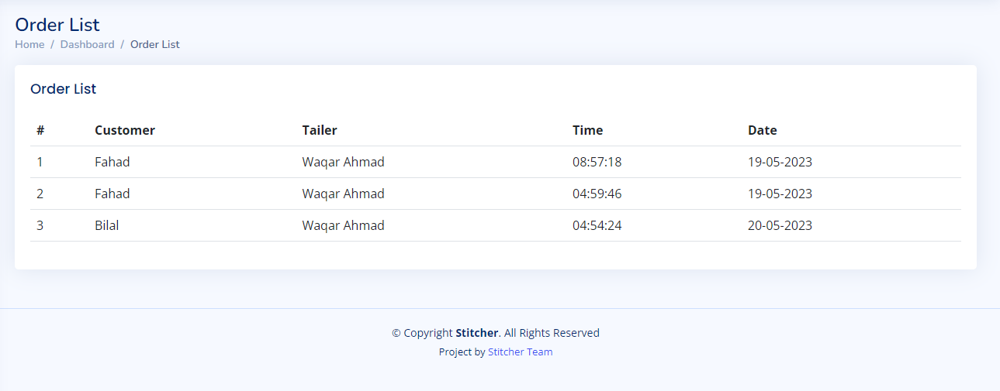 Order List
Home / Dashboard / Order List
Order List
# Customer Tailer Time Date
1 Fahad Waqar Ahmad 08:57:18 19-05-2023
2 Fahad Waqar Ahmad 04:59:46 19-05-2023
3 Bilal Waqar Ahmad 04:54:24 20-05-2023
© Copyright Stitcher. All Rights Reserved
Project by Stitcher Team